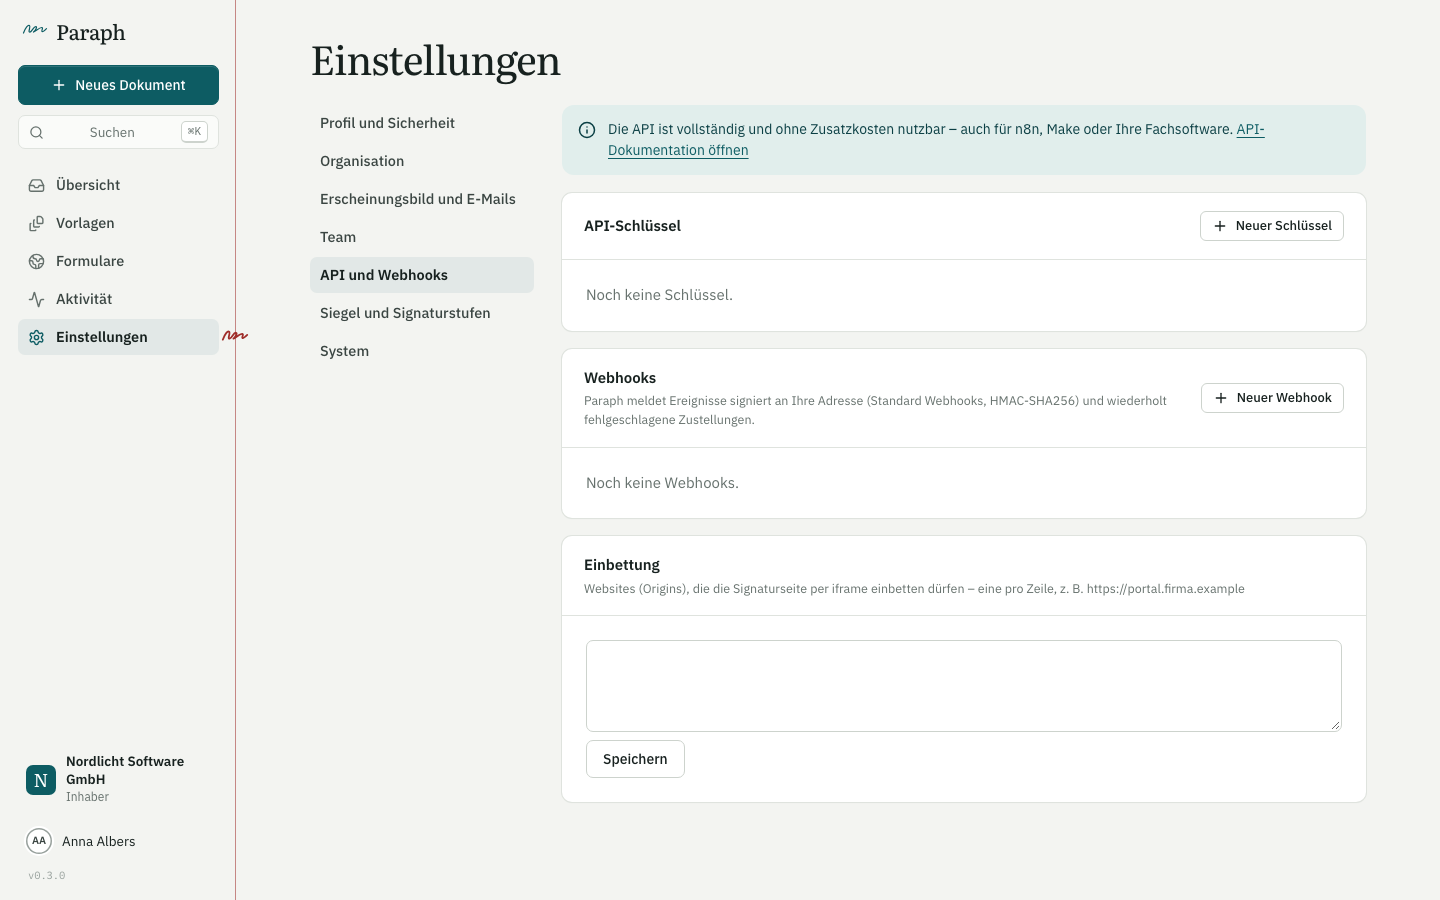 Paraph
Neues Dokument
Suchen
⌘K
Übersicht
Vorlagen
Formulare
Aktivität
Einstellungen
Nordlicht Software
GmbH
Inhaber
N
AA
Anna Albers
v0.3.0
Einstellungen
Profil und Sicherheit
Organisation
Erscheinungsbild und E-Mails
Team
API und Webhooks
Siegel und Signaturstufen
System
Die API ist vollständig und ohne Zusatzkosten nutzbar – auch für n8n, Make oder Ihre Fachsoftware. API-
Dokumentation öffnen
API-Schlüssel
Neuer Schlüssel
Noch keine Schlüssel.
Webhooks
Paraph meldet Ereignisse signiert an Ihre Adresse (Standard Webhooks, HMAC-SHA256) und wiederholt
fehlgeschlagene Zustellungen.
Neuer Webhook
Noch keine Webhooks.
Einbettung
Websites (Origins), die die Signaturseite per iframe einbetten dürfen – eine pro Zeile, z. B. https://portal.firma.example
Speichern